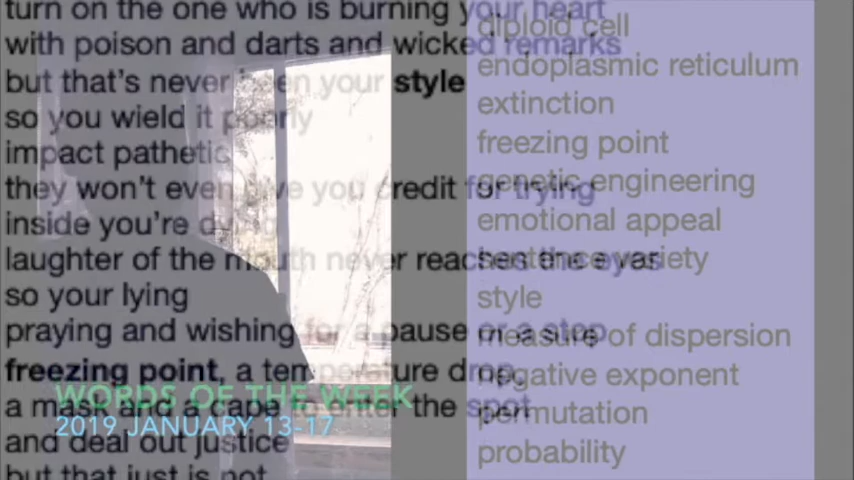 turn on the one who is burning your heart
with poison and darts and wicked remarks
but that's never been your style
so you wield it poorly
impact pathetic
they won't even give you credit for trying
inside you're dying
laughter of the mouth never reaches the eyes
so your lying
praying and wishing for a pause or a stop
freezing point, a temperature drop,
a mask and a cape to enter the spot
and deal out justice
but that just is not
WORDS OF THE WEEK
2019 JANUARY 13-17
diploid cell
endoplasmic reticulum
extinction
freezing point
genetic engineering
emotional appeal
sentence variety
style
measure of dispersion
negative exponent
permutation
probability